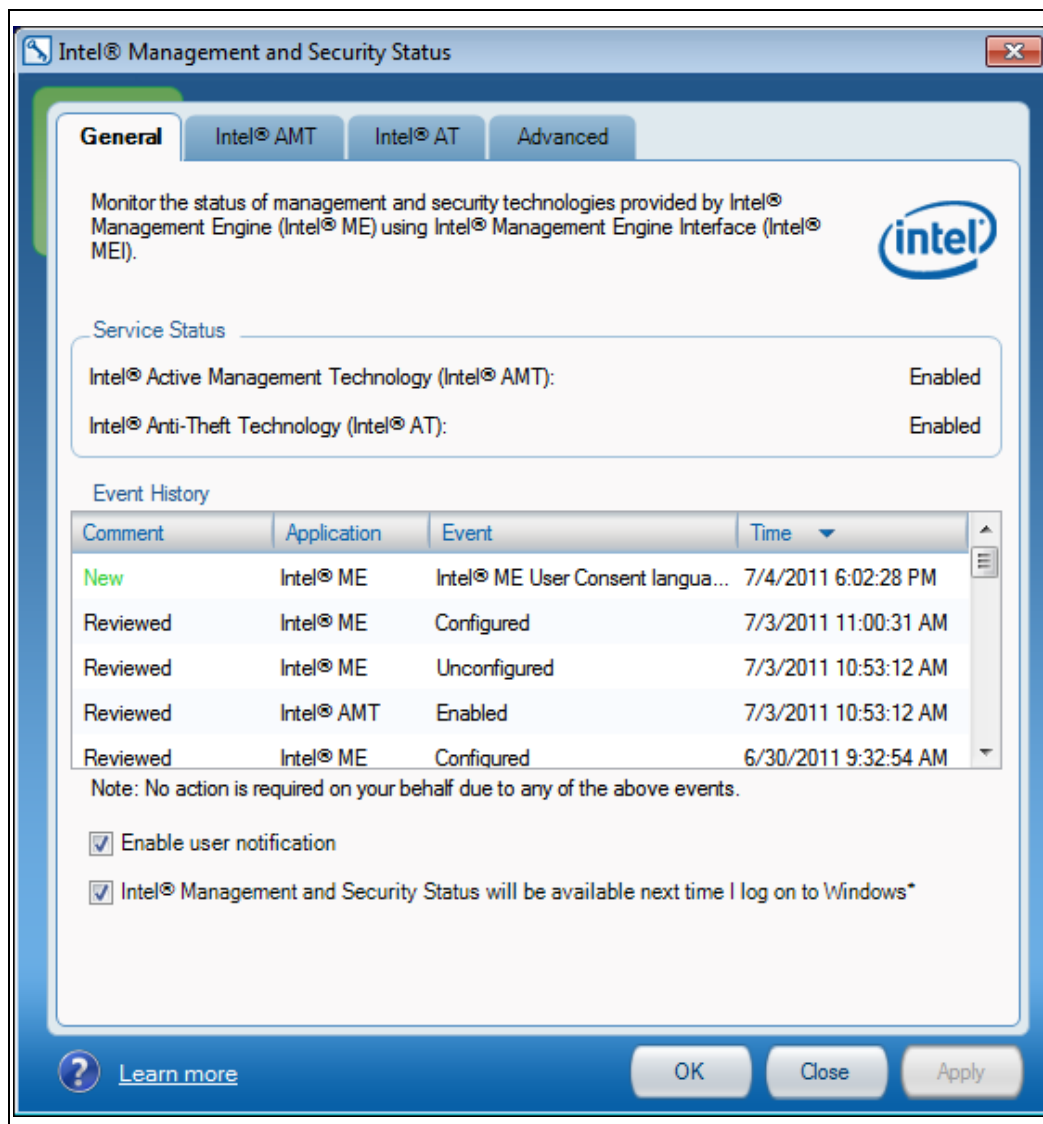 Intel® Management and Security Status
General Intel® AMT Intel® AT Advanced
Monitor the status of management and security technologies provided by Intel®
Management Engine (Intel® ME) using Intel® Management Engine Interface (Intel®
MEI).
intel
Service Status
Intel® Active Management Technology (Intel® AMT): Enabled
Intel® Anti-Theft Technology (Intel® AT): Enabled
Event History
Comment Application Event Time
New Intel® ME Intel® ME User Consent langua... 7/4/2011 6:02:28 PM
Reviewed Intel® ME Configured 7/3/2011 11:00:31 AM
Reviewed Intel® ME Unconfigured 7/3/2011 10:53:12 AM
Reviewed Intel® AMT Enabled 7/3/2011 10:53:12 AM
Reviewed Intel® ME Configured 6/30/2011 9:32:54 AM
Note: No action is required on your behalf due to any of the above events.
Enable user notification
Intel® Management and Security Status will be available next time I log on to Windows*
? Learn more OK Close Apply